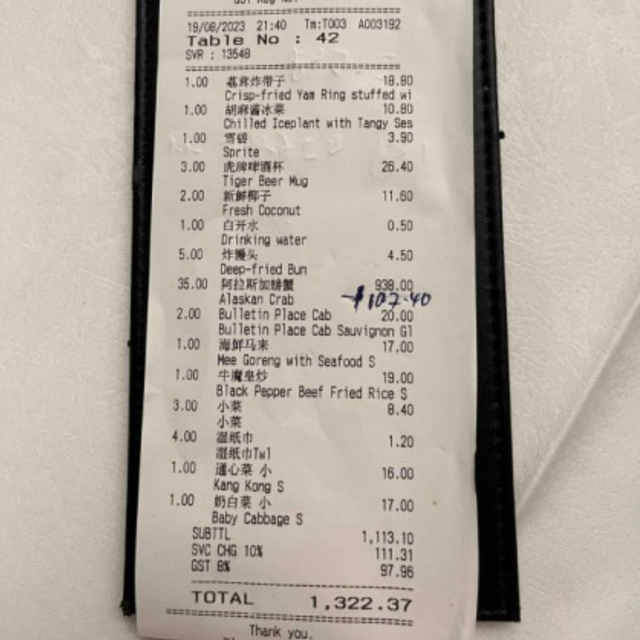 GST Reg No.
19/08/2023 21:40 Tm:T003 A003192
Table No : 42
SVR : 13548
1.00 荔茸炸带子 18.80
Crisp-fried Yam Ring stuffed wi
1.00 胡麻酱冰菜 10.80
Chilled Iceplant with Tangy Ses
1.00 雪碧 3.90
Sprite
3.00 虎牌啤酒杯 26.40
Tiger Beer Mug
2.00 新鲜椰子 11.60
Fresh Coconut
1.00 白开水 0.50
Drinking water
5.00 炸馒头 4.50
Deep-fried Bun
35.00 阿拉斯加螃蟹 938.00
Alaskan Crab $107.40
2.00 Bulletin Place Cab 20.00
Bulletin Place Cab Sauvignon Gl
1.00 海鲜马来 17.00
Mee Goreng with Seafood S
1.00 牛魔皇炒 19.00
Black Pepper Beef Fried Rice S
3.00 小菜 8.40
小菜
4.00 湿纸巾 1.20
湿纸巾Twl
1.00 通心菜 小 16.00
Kang Kong S
1.00 奶白菜 小 17.00
Baby Cabbage S
SUBTTL 1,113.10
SVC CHG 10% 111.31
GST 8% 97.96
TOTAL 1,322.37
Thank you.